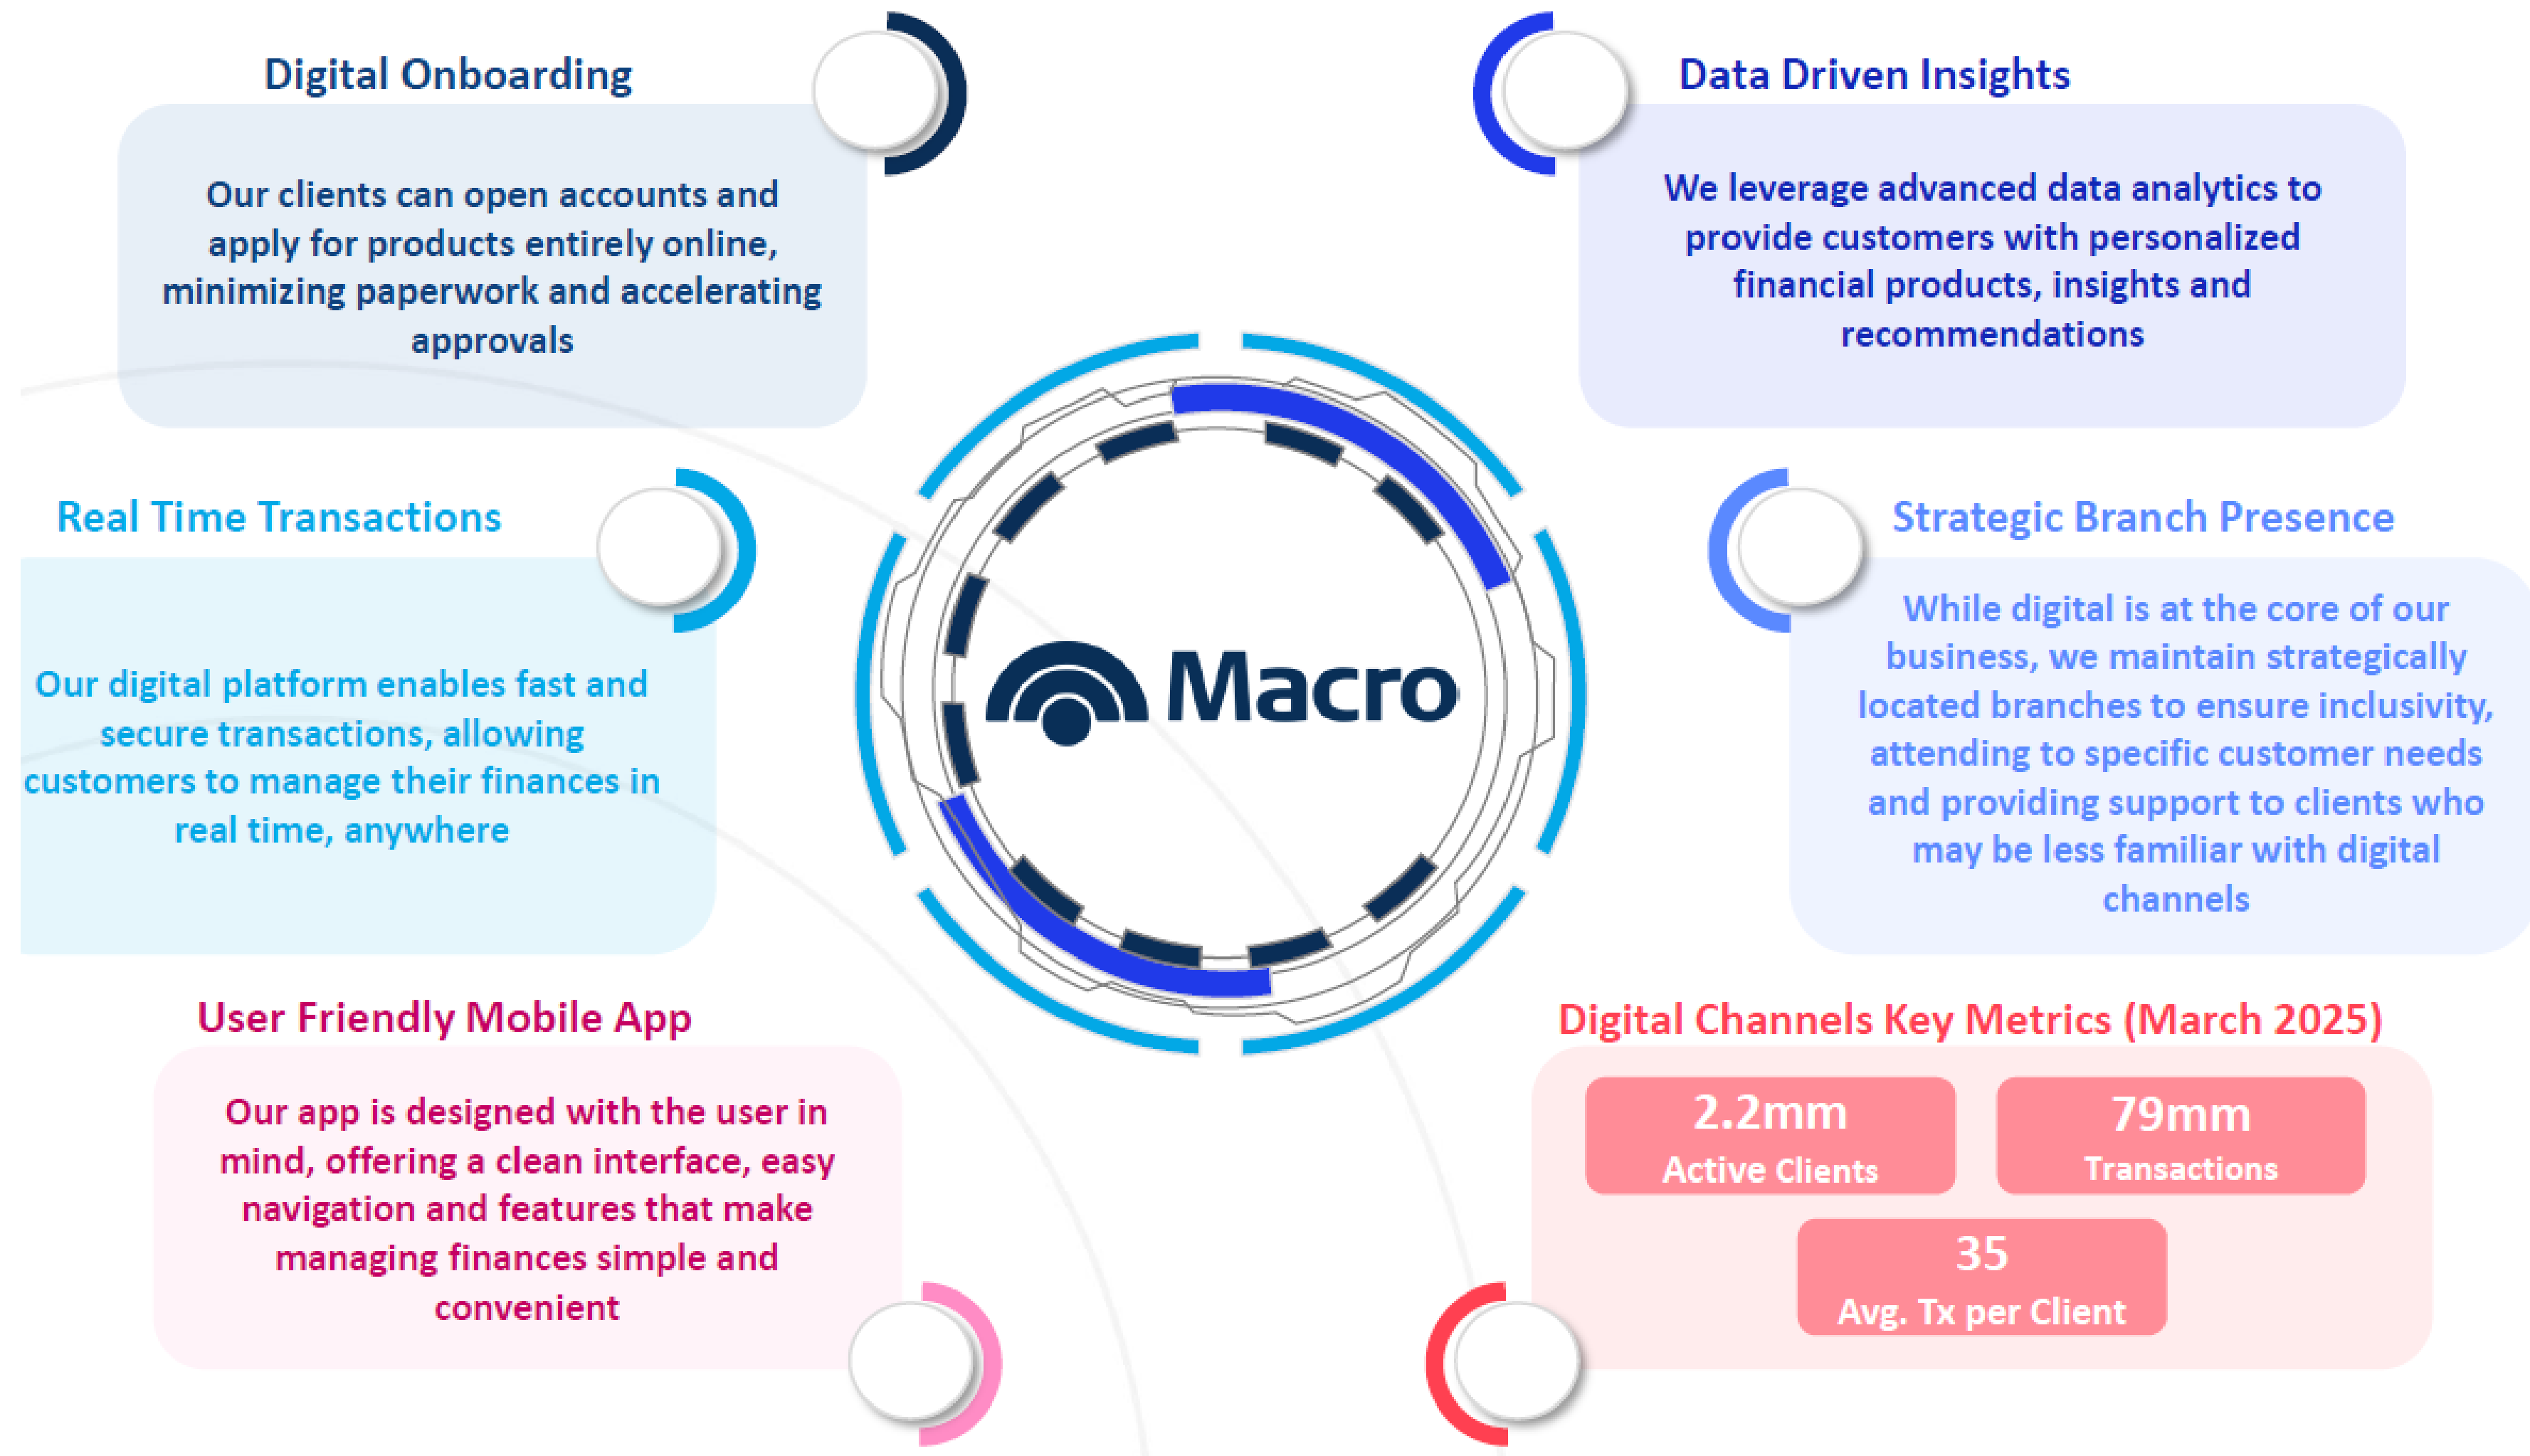 Digital Onboarding
Our clients can open accounts and
apply for products entirely online,
minimizing paperwork and accelerating
approvals
Real Time Transactions
Our digital platform enables fast and
secure transactions, allowing
customers to manage their finances in
real time, anywhere
User Friendly Mobile App
Our app is designed with the user in
mind, offering a clean interface, easy
navigation and features that make
managing finances simple and
convenient
Macro
Data Driven Insights
We leverage advanced data analytics to
provide customers with personalized
financial products, insights and
recommendations
Strategic Branch Presence
While digital is at the core of our
business, we maintain strategically
located branches to ensure inclusivity,
attending to specific customer needs
and providing support to clients who
may be less familiar with digital
channels
Digital Channels Key Metrics (March 2025)
2.2mm
Active Clients
79mm
Transactions
35
Avg. Tx per Client